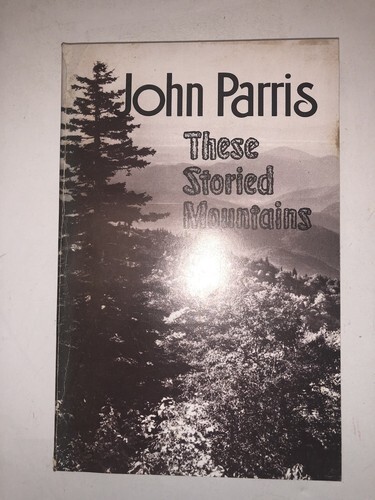 John Parris
These
Storied
Mountains